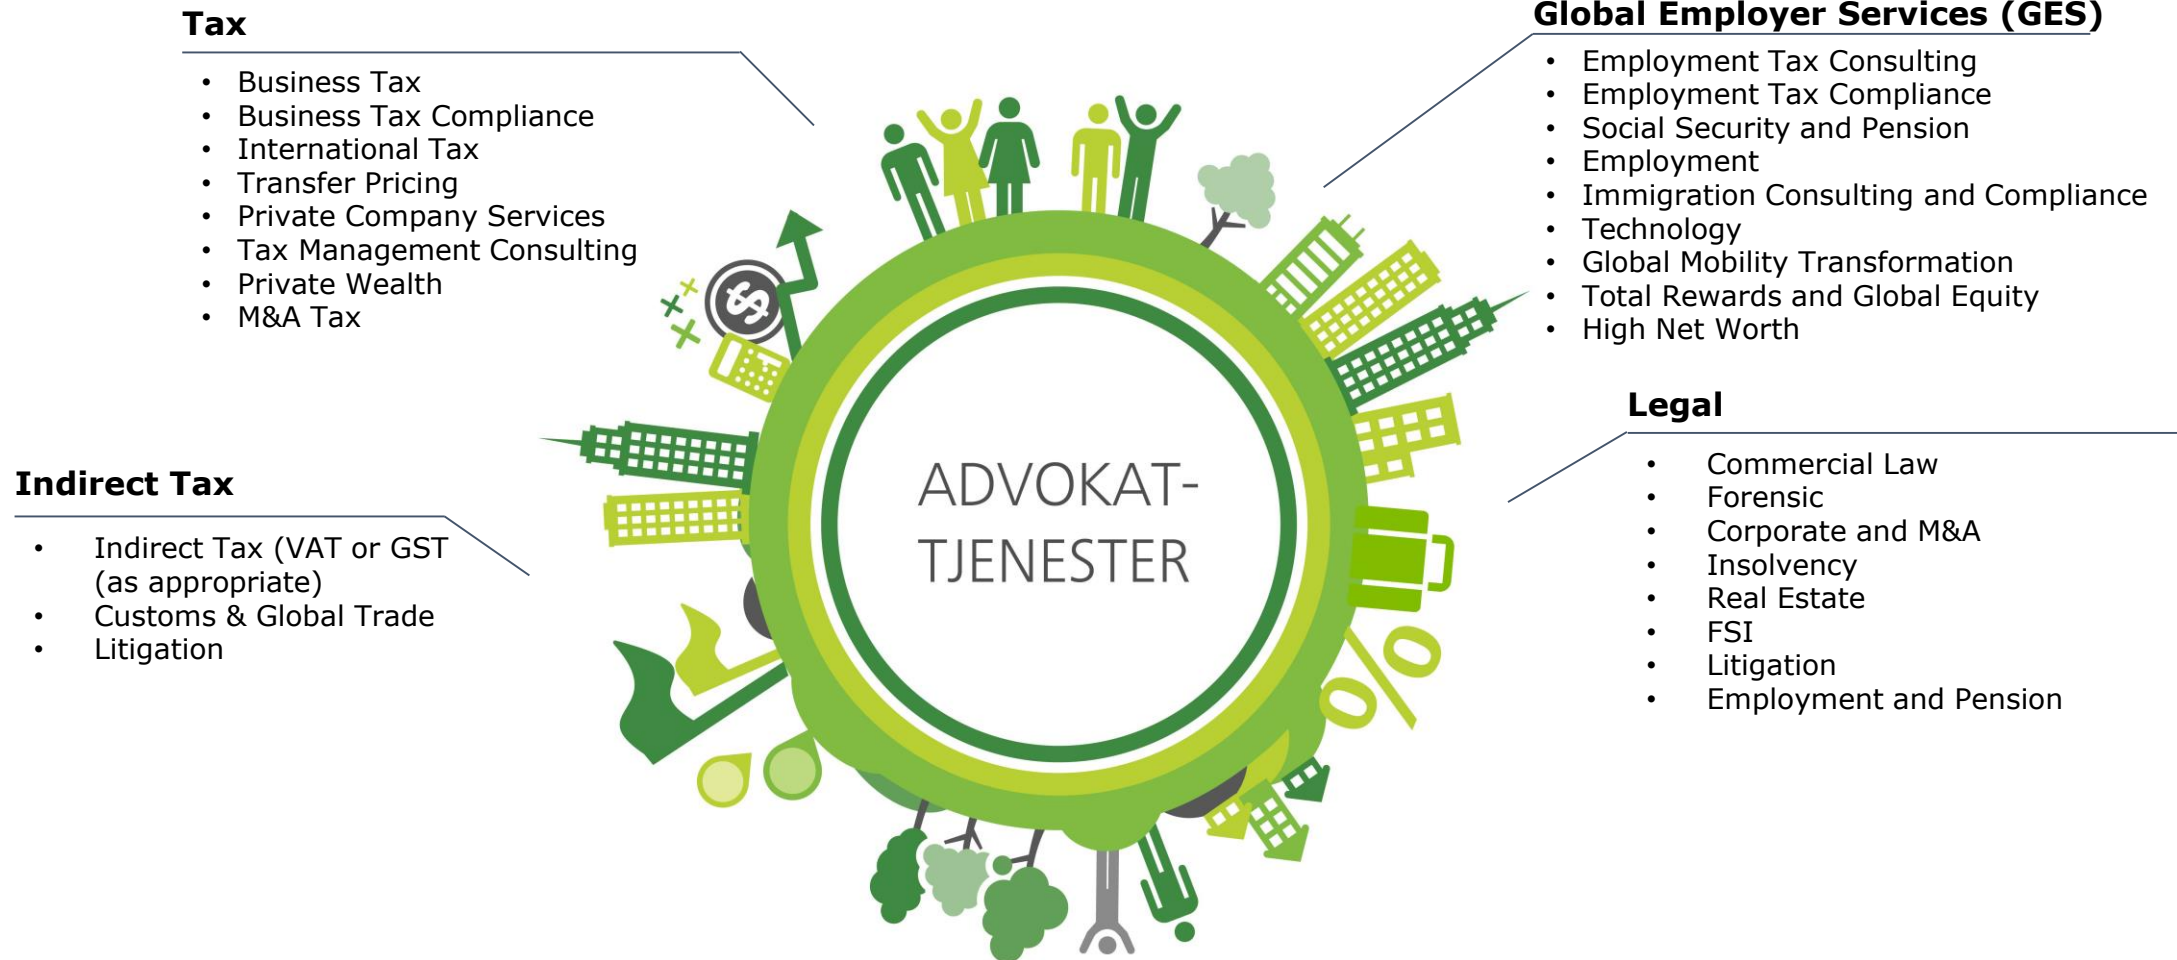 Tax
• Business Tax
• Business Tax Compliance
• International Tax
• Transfer Pricing
• Private Company Services
• Tax Management Consulting
• Private Wealth
• M&A Tax
Global Employer Services (GES)
• Employment Tax Consulting
• Employment Tax Compliance
• Social Security and Pension
• Employment
• Immigration Consulting and Compliance
• Technology
• Global Mobility Transformation
• Total Rewards and Global Equity
• High Net Worth
Indirect Tax
• Indirect Tax (VAT or GST
(as appropriate)
• Customs & Global Trade
• Litigation
ADVOKAT-
TJENESTER
Legal
• Commercial Law
• Forensic
• Corporate and M&A
• Insolvency
• Real Estate
• FSI
• Litigation
• Employment and Pension
$
%